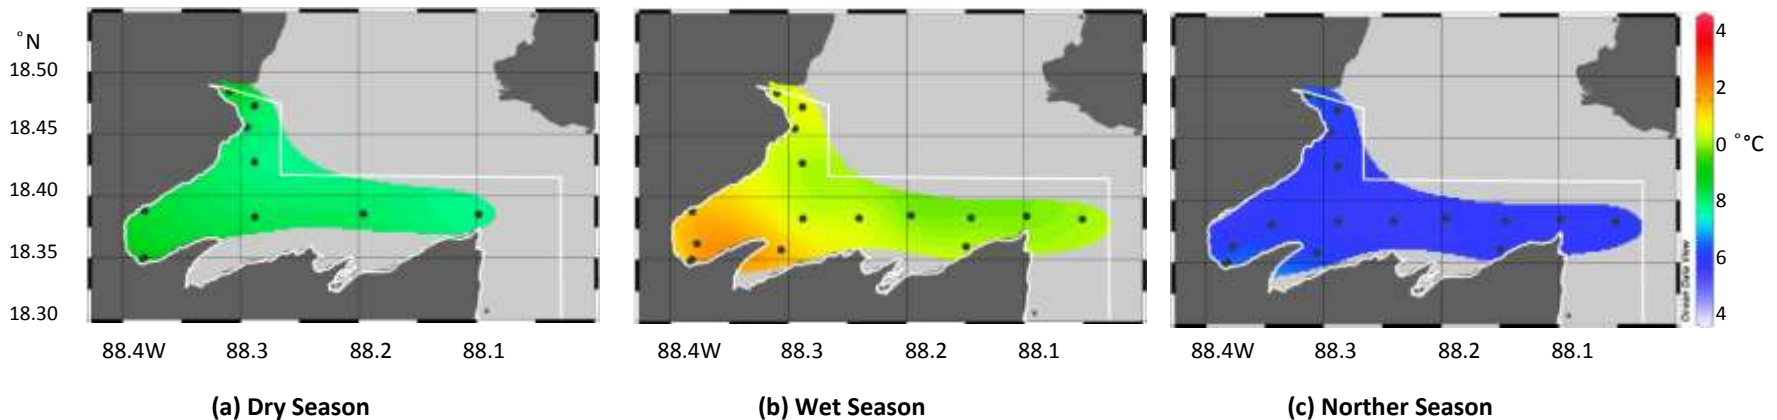 °N
18.50
18.45
18.40
18.35
18.30
88.4W 88.3 88.2 88.1
88.4W 88.3 88.2 88.1
88.4W 88.3 88.2 88.1
4
2
0 °°C
8
6
4
Ocean Data View
(a) Dry Season
(b) Wet Season
(c) Norther Season